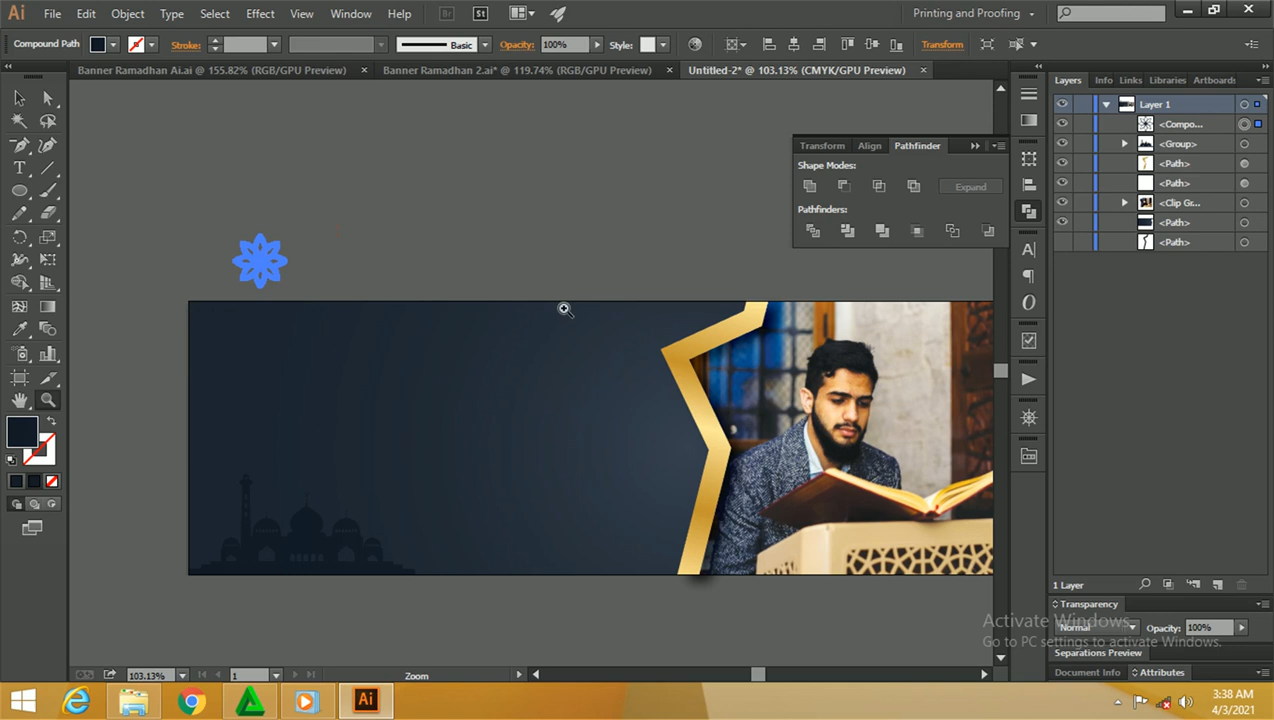 Ai File Edit Object Type Select Effect View Window Help Br St Printing and Proofing
Compound Path Stroke: Basic Opacity: 100% Style: Transform
Banner Ramadhan Ai.ai @ 155.82% (RGB/GPU Preview) × Banner Ramadhan 2.ai* @ 119.74% (RGB/GPU Preview) × Untitled-2* @ 103.13% (CMYK/GPU Preview) ×
Layers Info Links Libraries Artboards
Layer 1
<Compo...
<Group>
<Path>
<Path>
<Clip Gr...
<Path>
<Path>
Transform Align Pathfinder
Shape Modes:
Expand
Pathfinders:
1 Layer
Transparency
Normal Opacity: 100%
Separations Preview
Document Info Attributes
Activate Windows
Go to PC settings to activate Windows.
103.13% 1 Zoom
Ai
3:38 AM
4/3/2021